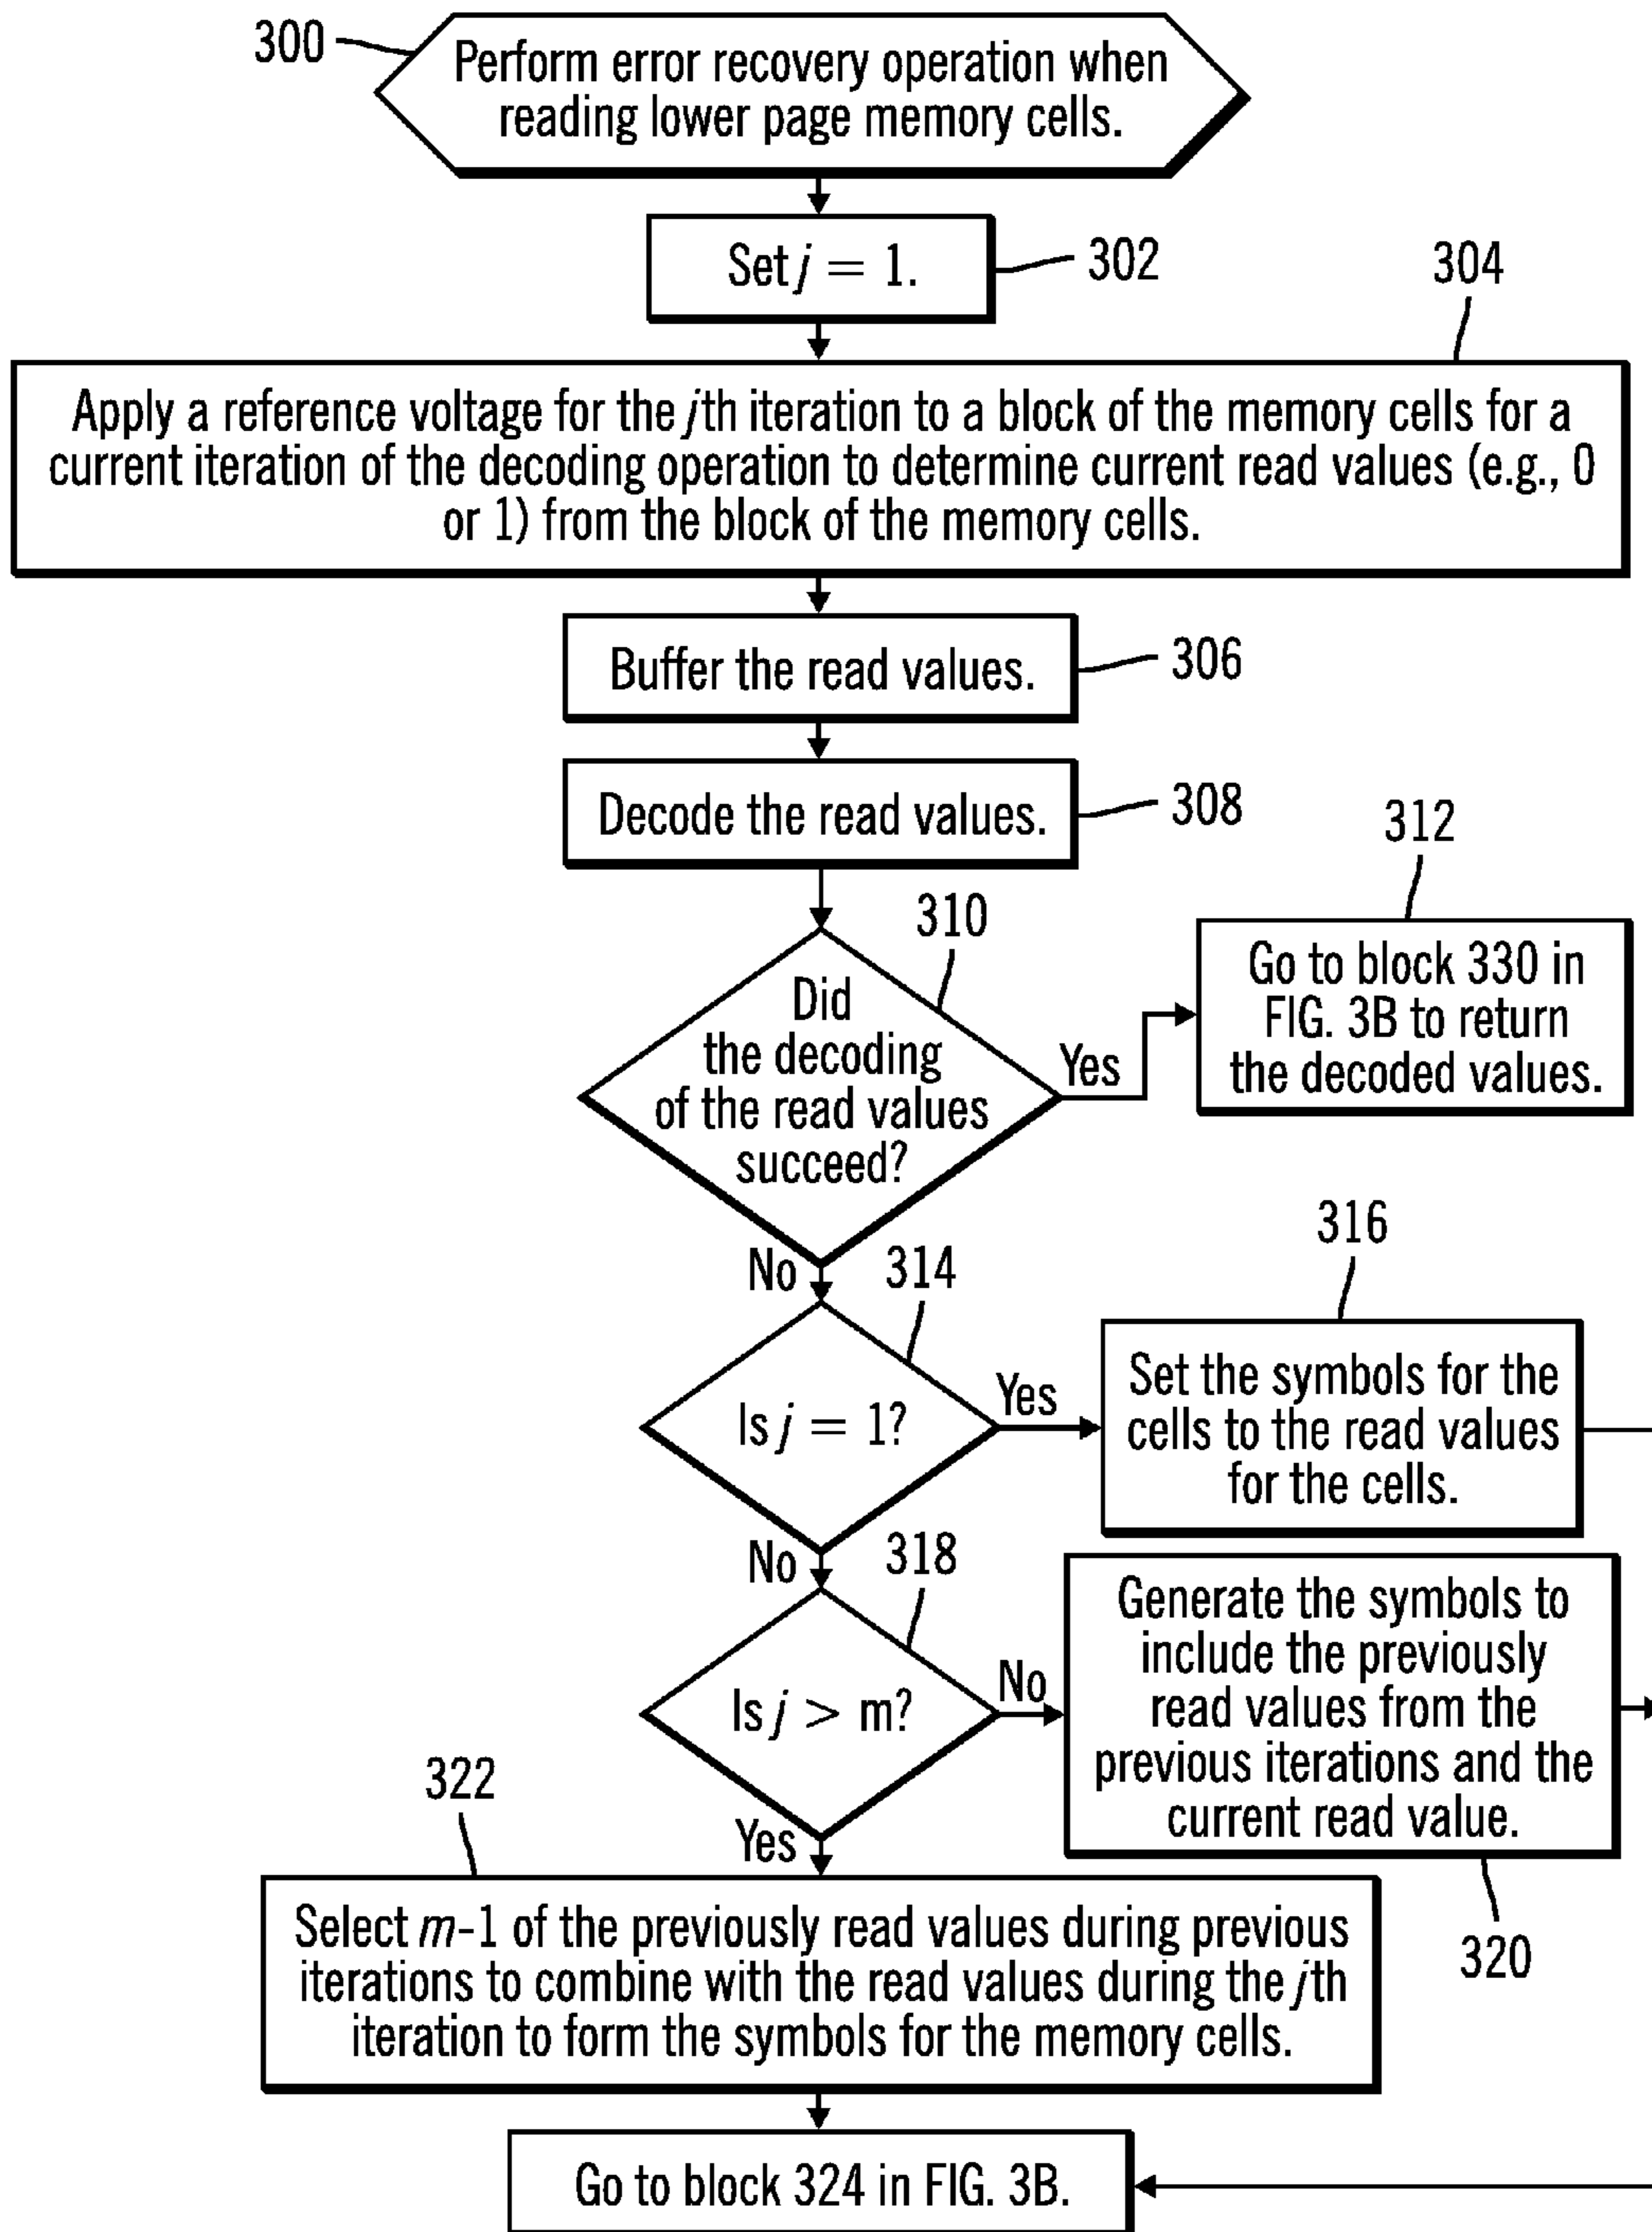 300
Perform error recovery operation when
reading lower page memory cells.
Set j = 1.
302
304
Apply a reference voltage for the jth iteration to a block of the memory cells for a
current iteration of the decoding operation to determine current read values (e.g., 0
or 1) from the block of the memory cells.
Buffer the read values.
306
Decode the read values.
308
310
312
Did
the decoding
of the read values
succeed?
Yes
Go to block 330 in
FIG. 3B to return
the decoded values.
No
314
316
Is j = 1?
Yes
Set the symbols for the
cells to the read values
for the cells.
No
318
Is j > m?
No
Generate the symbols to
include the previously
read values from the
previous iterations and the
current read value.
320
Yes
322
Select m-1 of the previously read values during previous
iterations to combine with the read values during the jth
iteration to form the symbols for the memory cells.
Go to block 324 in FIG. 3B.